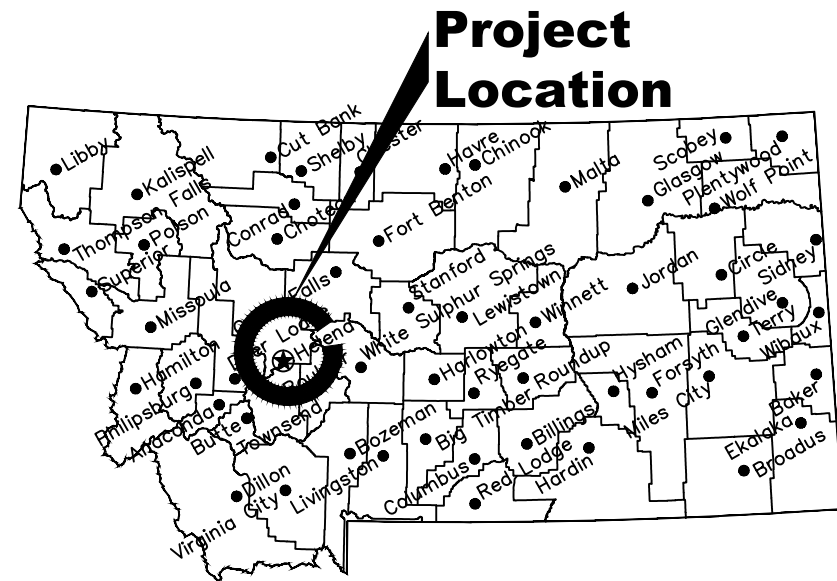 Project
Location
Libby
Cut Bank
Shelby
Chester
Havre
Chinook
Malta
Scobey
Glasgow
Plentywood
Wolf Point
Kalispell
Thompson Falls
Polson
Conrad
Choteau
Fort Benton
Superior
Missoula
Falls
Stanford
White Sulphur Springs
Lewistown
Winnett
Jordan
Circle
Sidney
Glendive
Terry
Wibaux
Helena
Hamilton
Philipsburg
Anaconda
Butte
Townsend
Harlowton
Ryegate
Roundup
Hysham
Forsyth
Miles City
Baker
Ekalaka
Broadus
Bozeman
Livingston
Big Timber
Columbus
Billings
Red Lodge
Hardin
Dillon
Virginia City